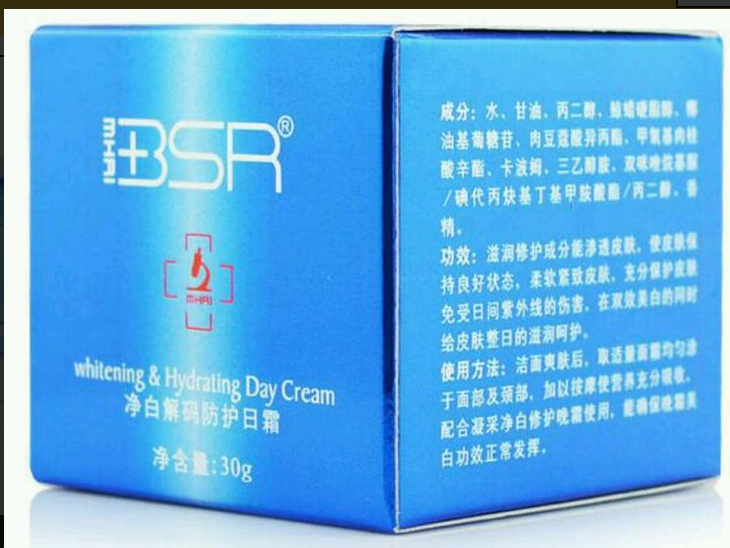 BSR®
MHAI
whitening & Hydrating Day Cream
净白解码防护日霜
净含量:30g
成分：水、甘油、丙二醇、鲸蜡硬脂醇、椰
油基葡糖苷、肉豆蔻酸异丙酯、甲氧基肉桂
酸辛酯、卡波姆、三乙醇胺、双咪唑烷基脲
/碘代丙炔基丁基甲胺酸酯/丙二醇、香
精。
功效：滋润修护成分能渗透皮肤，使皮肤保
持良好状态，柔软紧致皮肤，充分保护皮肤
免受日间紫外线的伤害，在双效美白的同时
给皮肤整日的滋润呵护。
使用方法：洁面爽肤后，取适量面霜均匀涂
于面部及颈部，加以按摩使营养充分吸收，
配合凝采净白修护晚霜使用，能确保晚霜美
白功效正常发挥。